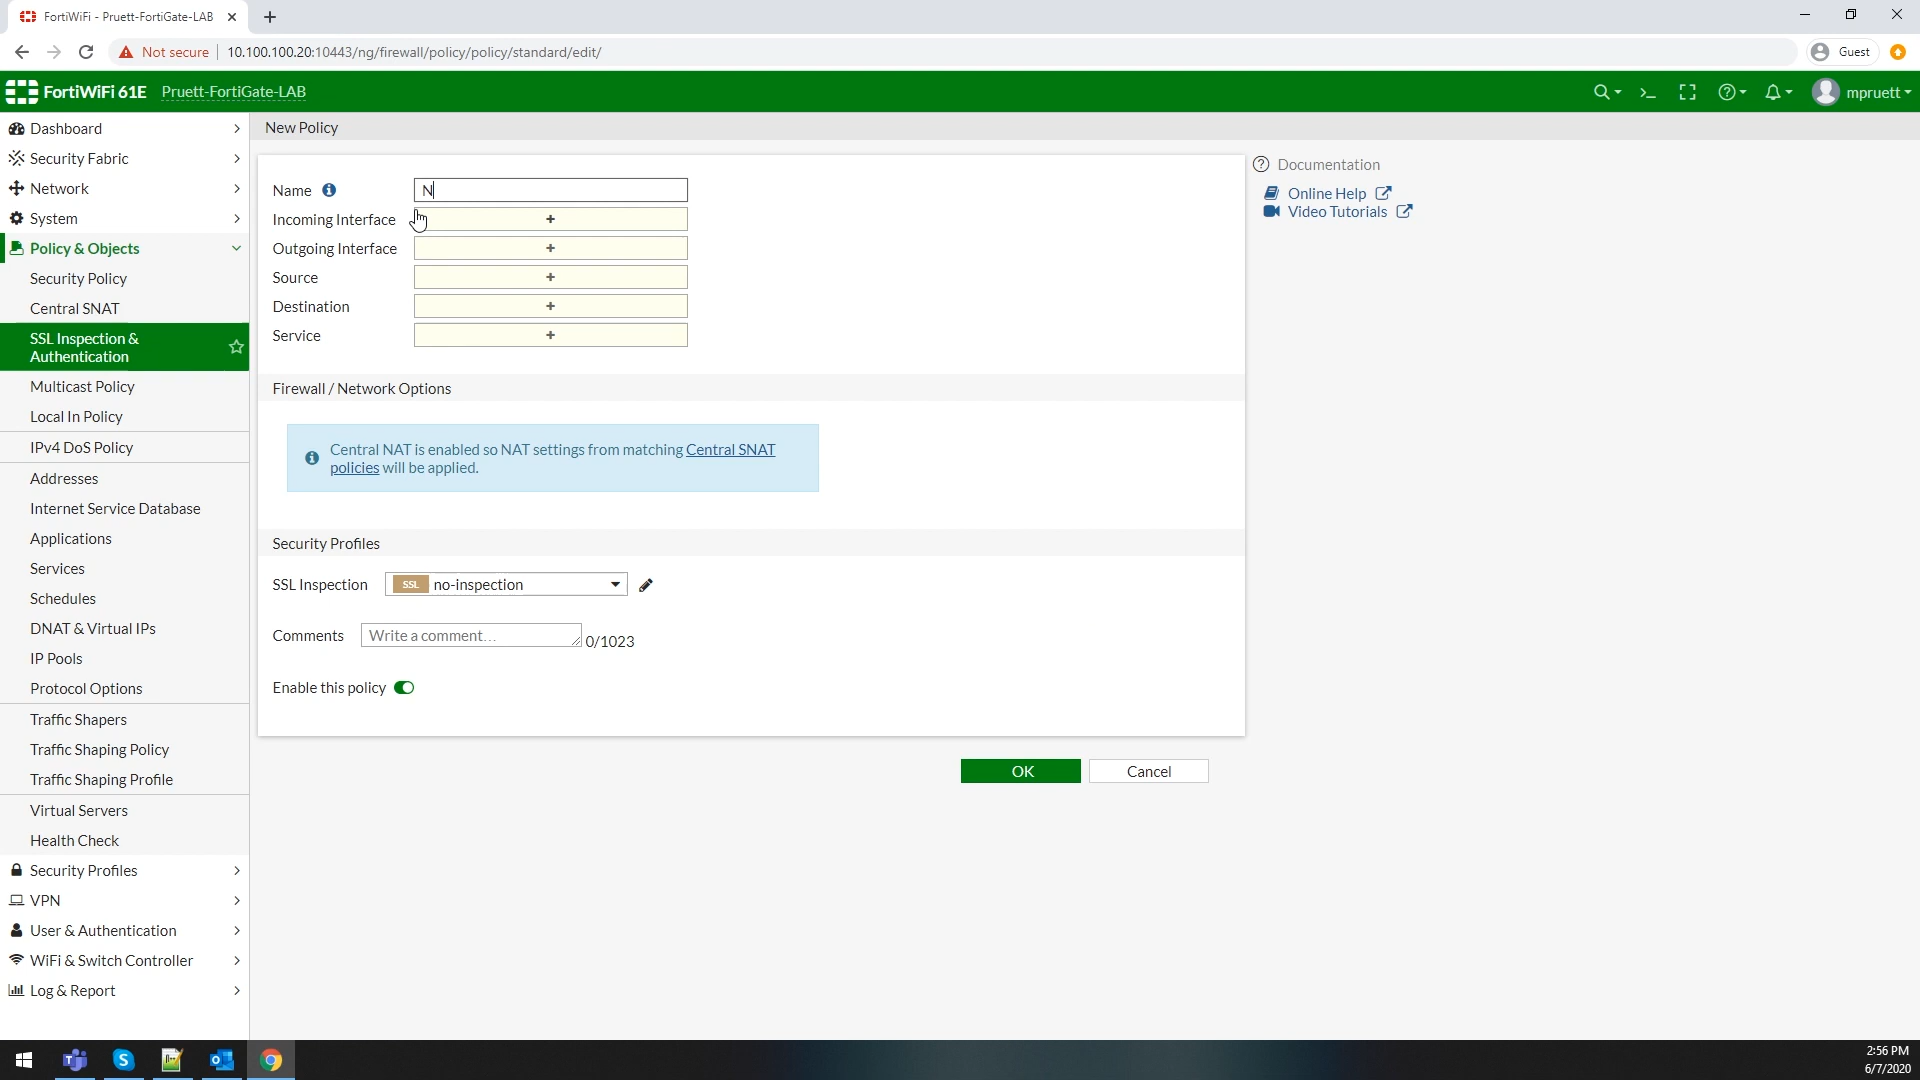 FortiWiFi - Pruett-FortiGate-LAB
Not secure
10.100.100.20:10443/ng/firewall/policy/policy/standard/edit/
Guest
FortiWiFi 61E
Pruett-FortiGate-LAB
mpruett
Dashboard
Security Fabric
Network
System
Policy & Objects
Security Policy
Central SNAT
SSL Inspection &
Authentication
Multicast Policy
Local In Policy
IPv4 DoS Policy
Addresses
Internet Service Database
Applications
Services
Schedules
DNAT & Virtual IPs
IP Pools
Protocol Options
Traffic Shapers
Traffic Shaping Policy
Traffic Shaping Profile
Virtual Servers
Health Check
Security Profiles
VPN
User & Authentication
WiFi & Switch Controller
Log & Report
New Policy
Name
N
Incoming Interface
+
Outgoing Interface
+
Source
+
Destination
+
Service
+
Firewall / Network Options
Central NAT is enabled so NAT settings from matching Central SNAT
policies will be applied.
Security Profiles
SSL Inspection
SSL no-inspection
Comments
Write a comment...
0/1023
Enable this policy
OK
Cancel
Documentation
Online Help
Video Tutorials
2:56 PM
6/7/2020